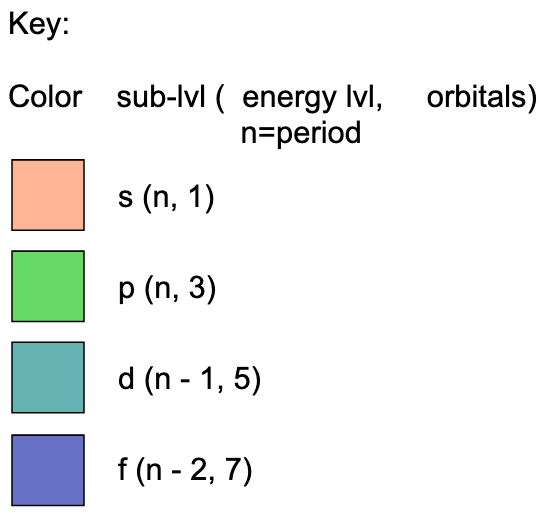 Key:
Color sub-lvl ( energy lvl, orbitals)
n=period
s (n, 1)
p (n, 3)
d (n - 1, 5)
f (n - 2, 7)